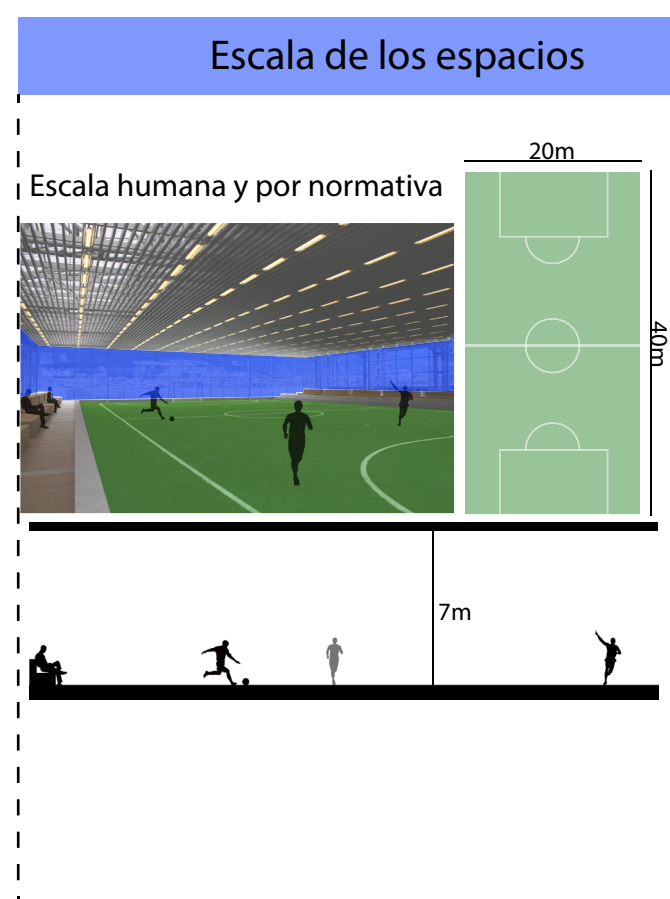 Escala de los espacios
20m
Escala humana y por normativa
40m
7m